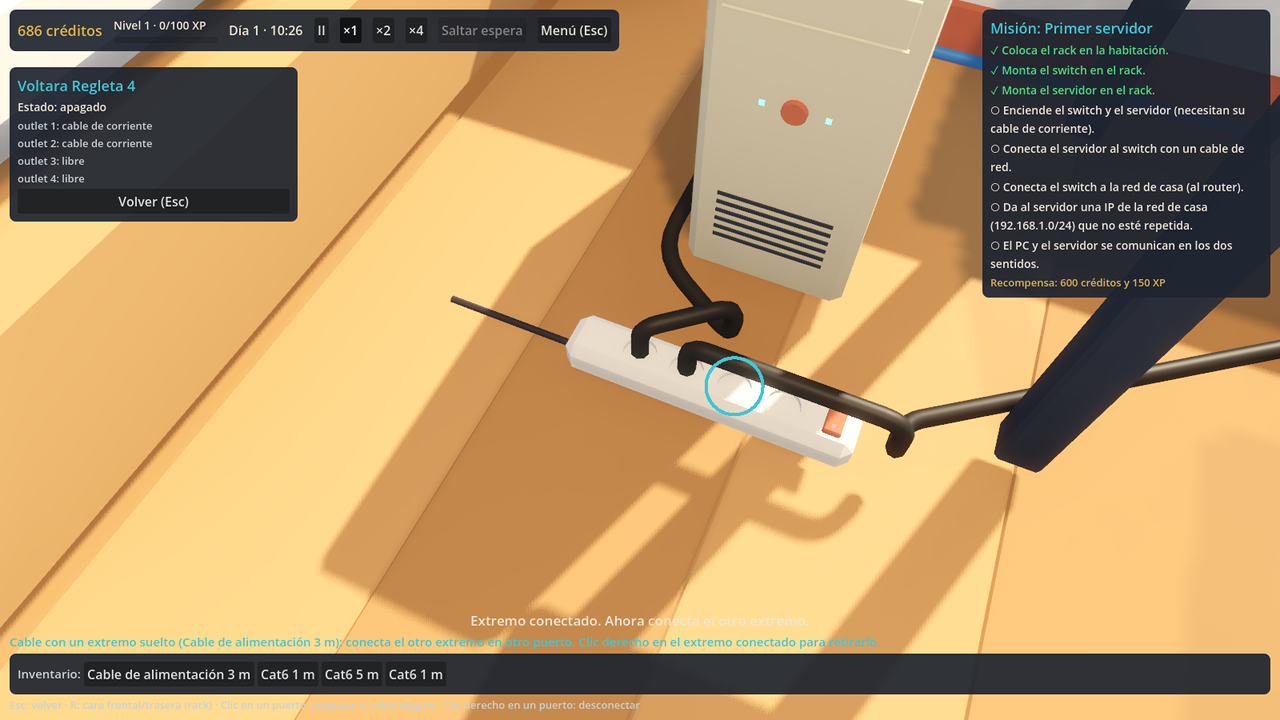 686 créditos
Nivel 1 · 0/100 XP
Día 1 · 10:26
II
×1
×2
×4
Saltar espera
Menú (Esc)
Voltara Regleta 4
Estado: apagado
outlet 1: cable de corriente
outlet 2: cable de corriente
outlet 3: libre
outlet 4: libre
Volver (Esc)
Misión: Primer servidor
✓ Coloca el rack en la habitación.
✓ Monta el switch en el rack.
✓ Monta el servidor en el rack.
○ Enciende el switch y el servidor (necesitan su
cable de corriente).
○ Conecta el servidor al switch con un cable de
red.
○ Conecta el switch a la red de casa (al router).
○ Da al servidor una IP de la red de casa
(192.168.1.0/24) que no esté repetida.
○ El PC y el servidor se comunican en los dos
sentidos.
Recompensa: 600 créditos y 150 XP
Extremo conectado. Ahora conecta el otro extremo.
Cable con un extremo suelto (Cable de alimentación 3 m): conecta el otro extremo en otro puerto. Clic derecho en el extremo conectado para retirarlo.
Inventario: Cable de alimentación 3 m Cat6 1 m Cat6 5 m Cat6 1 m
Esc: volver · R: cara frontal/trasera (rack) · Clic en un puerto: derecho en un puerto: desconectar